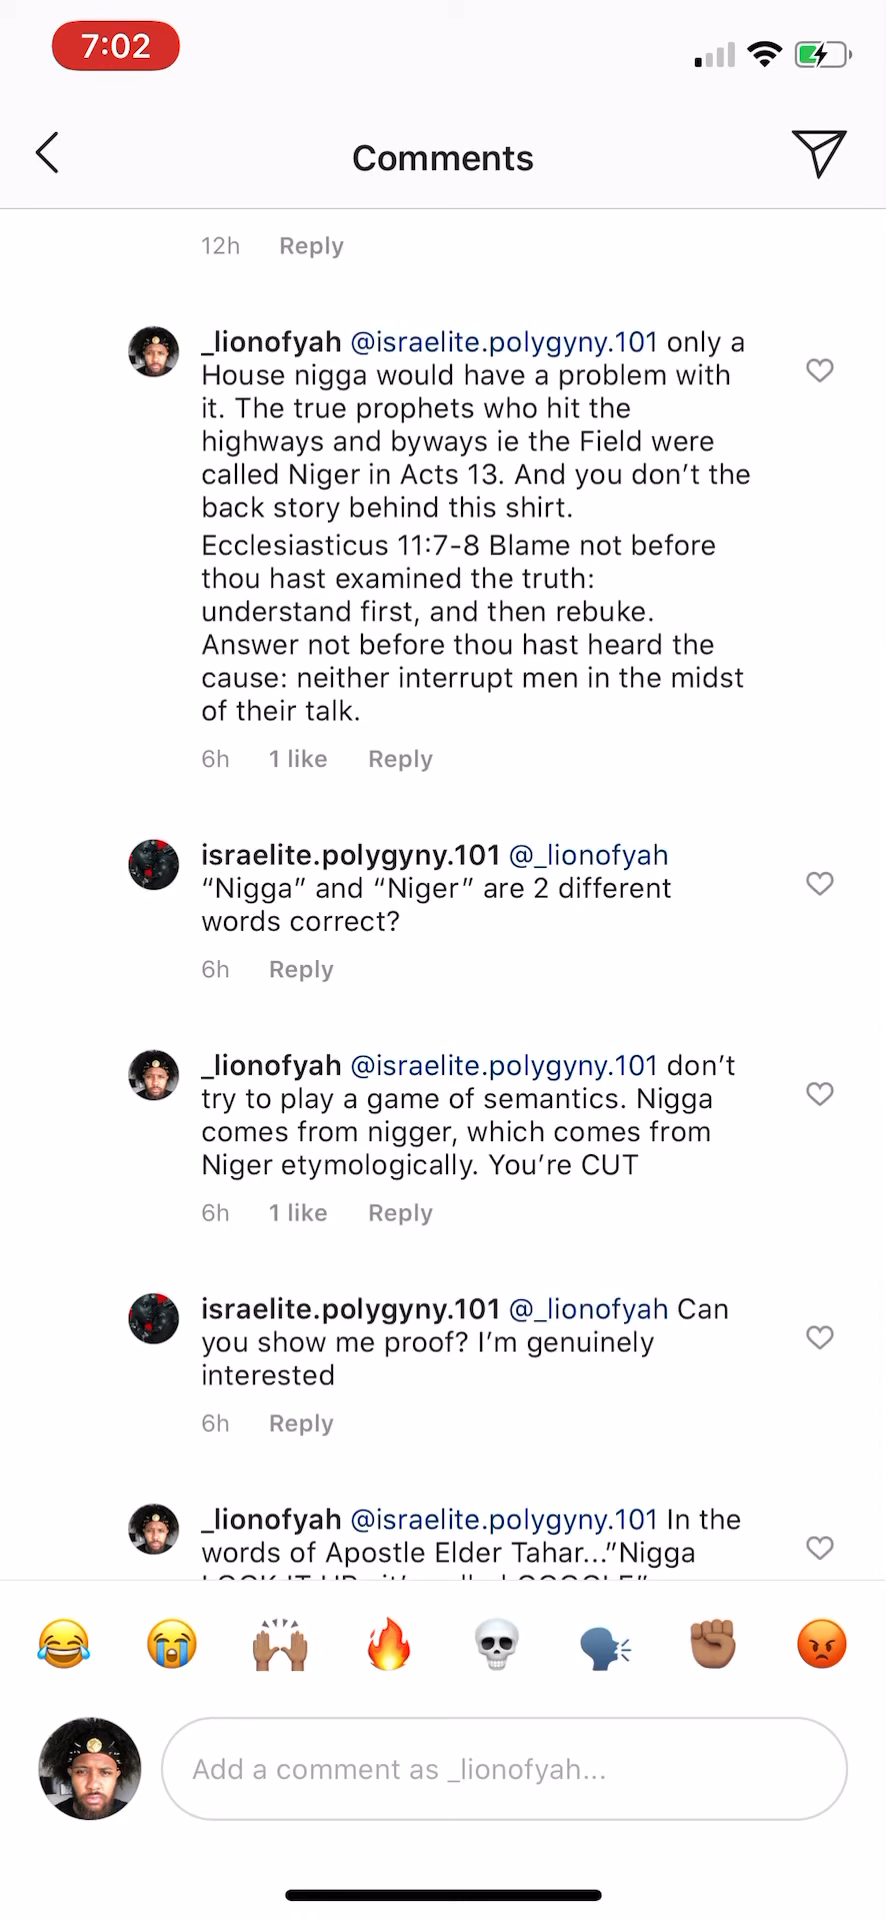 7:02
Comments
12h Reply
_lionofyah @israelite.polygyny.101 only a
House nigga would have a problem with
it. The true prophets who hit the
highways and byways ie the Field were
called Niger in Acts 13. And you don’t the
back story behind this shirt.
Ecclesiasticus 11:7-8 Blame not before
thou hast examined the truth:
understand first, and then rebuke.
Answer not before thou hast heard the
cause: neither interrupt men in the midst
of their talk.
6h 1 like Reply
israelite.polygyny.101 @_lionofyah
“Nigga” and “Niger” are 2 different
words correct?
6h Reply
_lionofyah @israelite.polygyny.101 don’t
try to play a game of semantics. Nigga
comes from nigger, which comes from
Niger etymologically. You’re CUT
6h 1 like Reply
israelite.polygyny.101 @_lionofyah Can
you show me proof? I’m genuinely
interested
6h Reply
_lionofyah @israelite.polygyny.101 In the
words of Apostle Elder Tahar...”Nigga
Add a comment as _lionofyah...